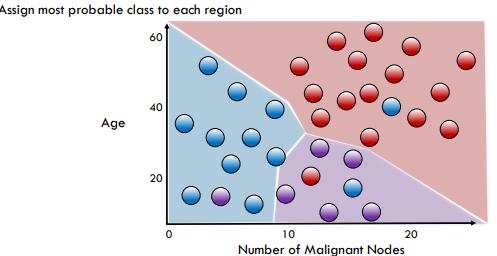 Assign most probable class to each region
60
40
Age
20
0 10 20
Number of Malignant Nodes